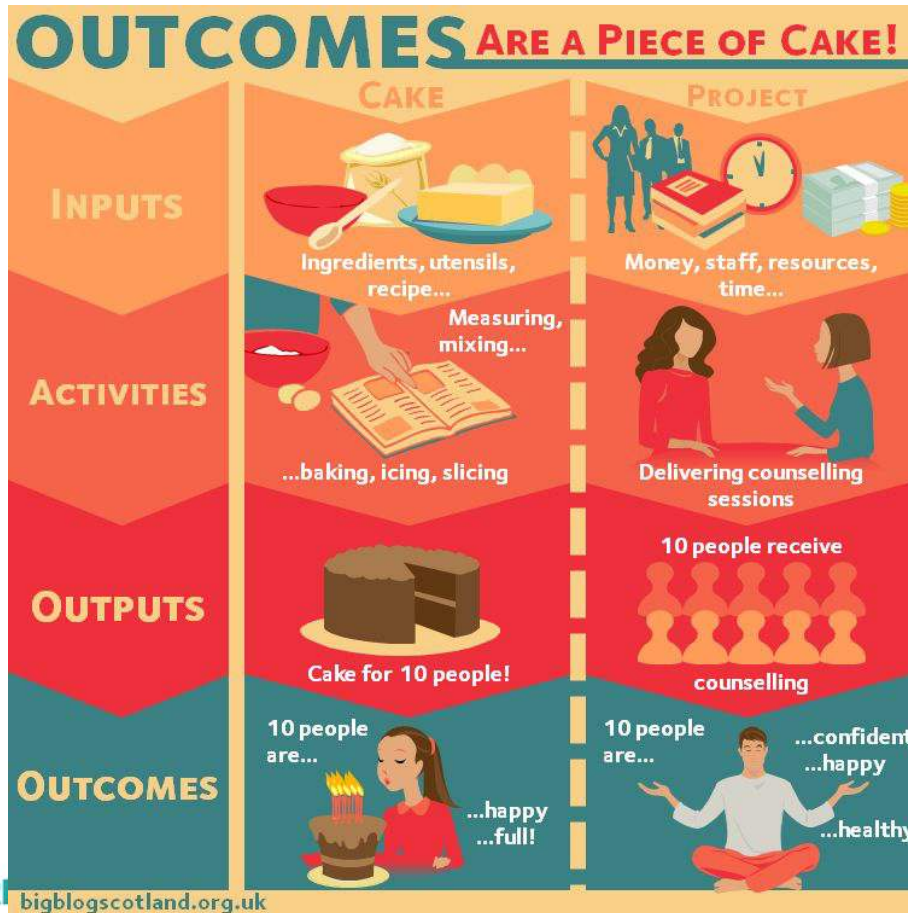 OUTCOMES ARE A PIECE OF CAKE!
CAKE
PROJECT
INPUTS
Ingredients, utensils,
recipe...
Money, staff, resources,
time...
ACTIVITIES
Measuring,
mixing...
...baking, icing, slicing
Delivering counselling
sessions
OUTPUTS
Cake for 10 people!
10 people receive
counselling
OUTCOMES
10 people
are...
...happy
...full!
10 people
are...
...confident
...happy
...healthy
bigblogscotland.org.uk